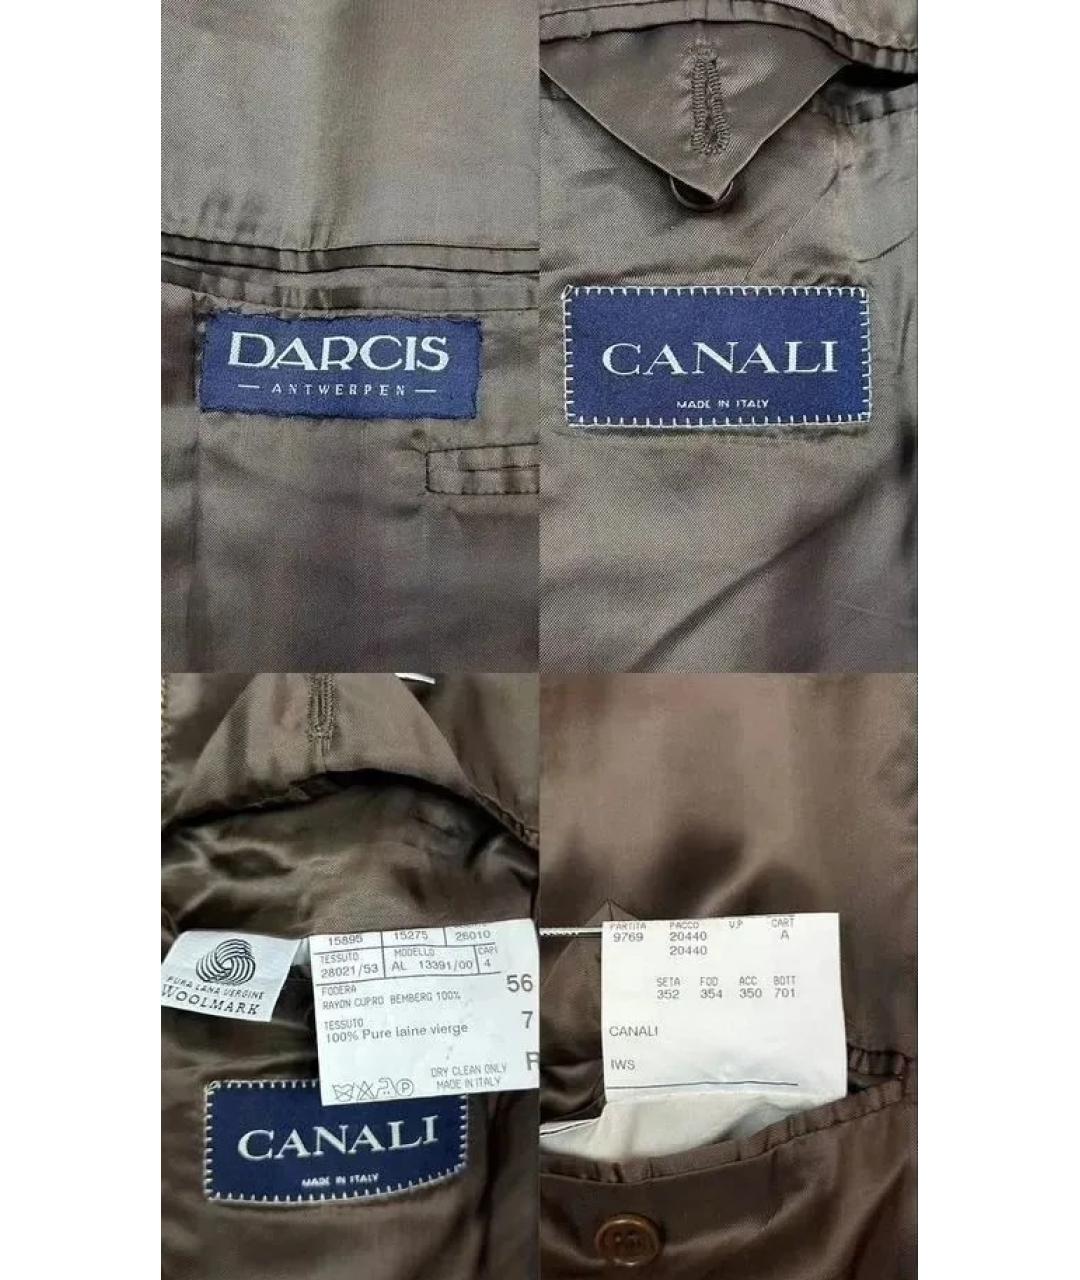 DARCIS
— ANTWERPEN —
CANALI
MADE IN ITALY
PURA LANA VERGINE
WOOLMARK
15895 15275 26010
TESSUTO MODELLO CAPI
28021/53 AL 13391/00 4
FODERA
RAYON CUPRO BEMBERG 100%
56
TESSUTO
100% Pure laine vierge
7
DRY CLEAN ONLY
MADE IN ITALY
R
CANALI
MADE IN ITALY
PARTITA PACCO V.P CART
9769 20440 A
20440
SETA FOD ACC BOTT
352 354 350 701
CANALI
IWS